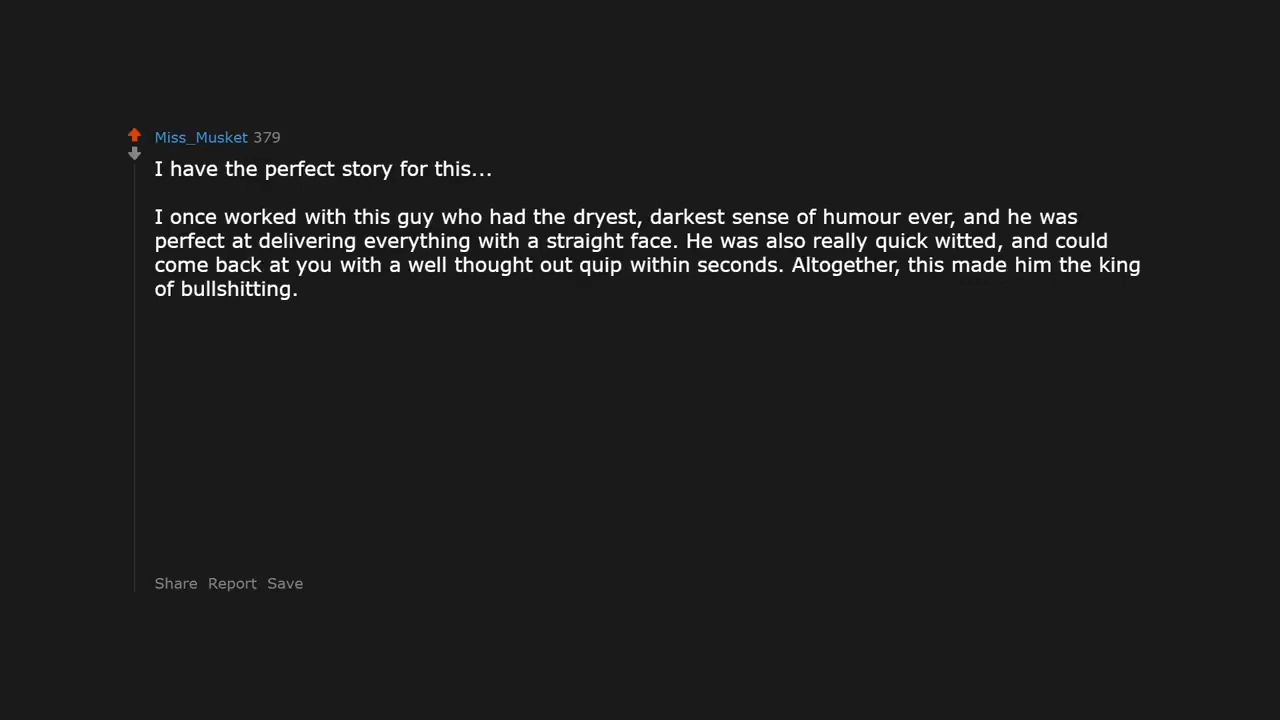 Miss_Musket 379
I have the perfect story for this...
I once worked with this guy who had the dryest, darkest sense of humour ever, and he was
perfect at delivering everything with a straight face. He was also really quick witted, and could
come back at you with a well thought out quip within seconds. Altogether, this made him the king
of bullshitting.
Share Report Save